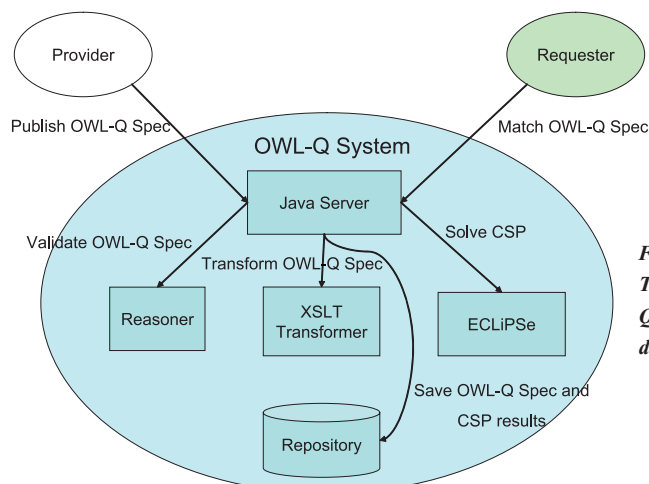 Provider
Requester
Publish OWL-Q Spec
Match OWL-Q Spec
OWL-Q System
Java Server
Validate OWL-Q Spec
Transform OWL-Q Spec
Solve CSP
Reasoner
XSLT
Transformer
ECLiPSe
Save OWL-Q Spec and
CSP results
Repository